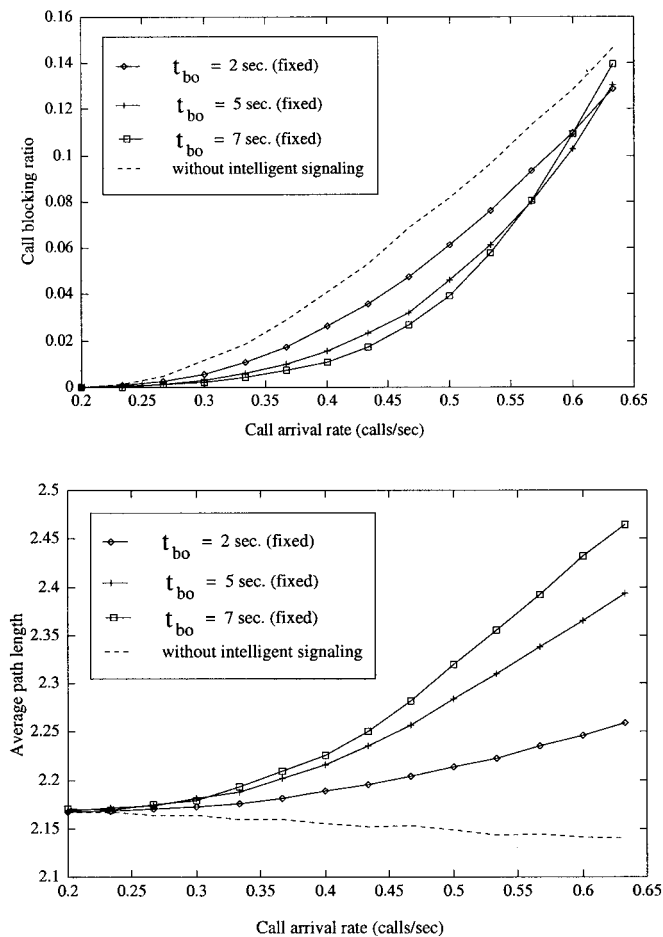 0.16
0.14
0.12
0.1
0.08
0.06
0.04
0.02
0
Call blocking ratio
t bo = 2 sec. (fixed)
t bo = 5 sec. (fixed)
t bo = 7 sec. (fixed)
without intelligent signaling
0.2 0.25 0.3 0.35 0.4 0.45 0.5 0.55 0.6 0.65
Call arrival rate (calls/sec)
2.5
2.45
2.4
2.35
2.3
2.25
2.2
2.15
2.1
Average path length
t bo = 2 sec. (fixed)
t bo = 5 sec. (fixed)
t bo = 7 sec. (fixed)
without intelligent signaling
0.2 0.25 0.3 0.35 0.4 0.45 0.5 0.55 0.6 0.65
Call arrival rate (calls/sec)